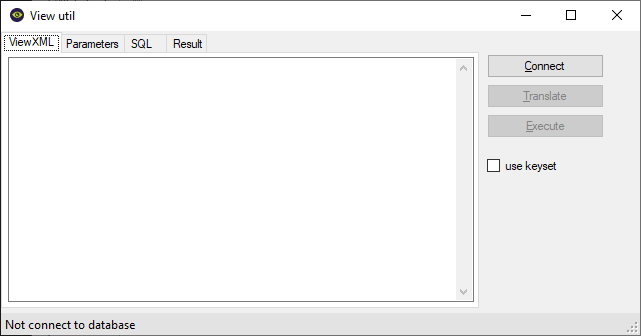 View util
ViewXML Parameters SQL Result
Connect
Translate
Execute
use keyset
Not connect to database